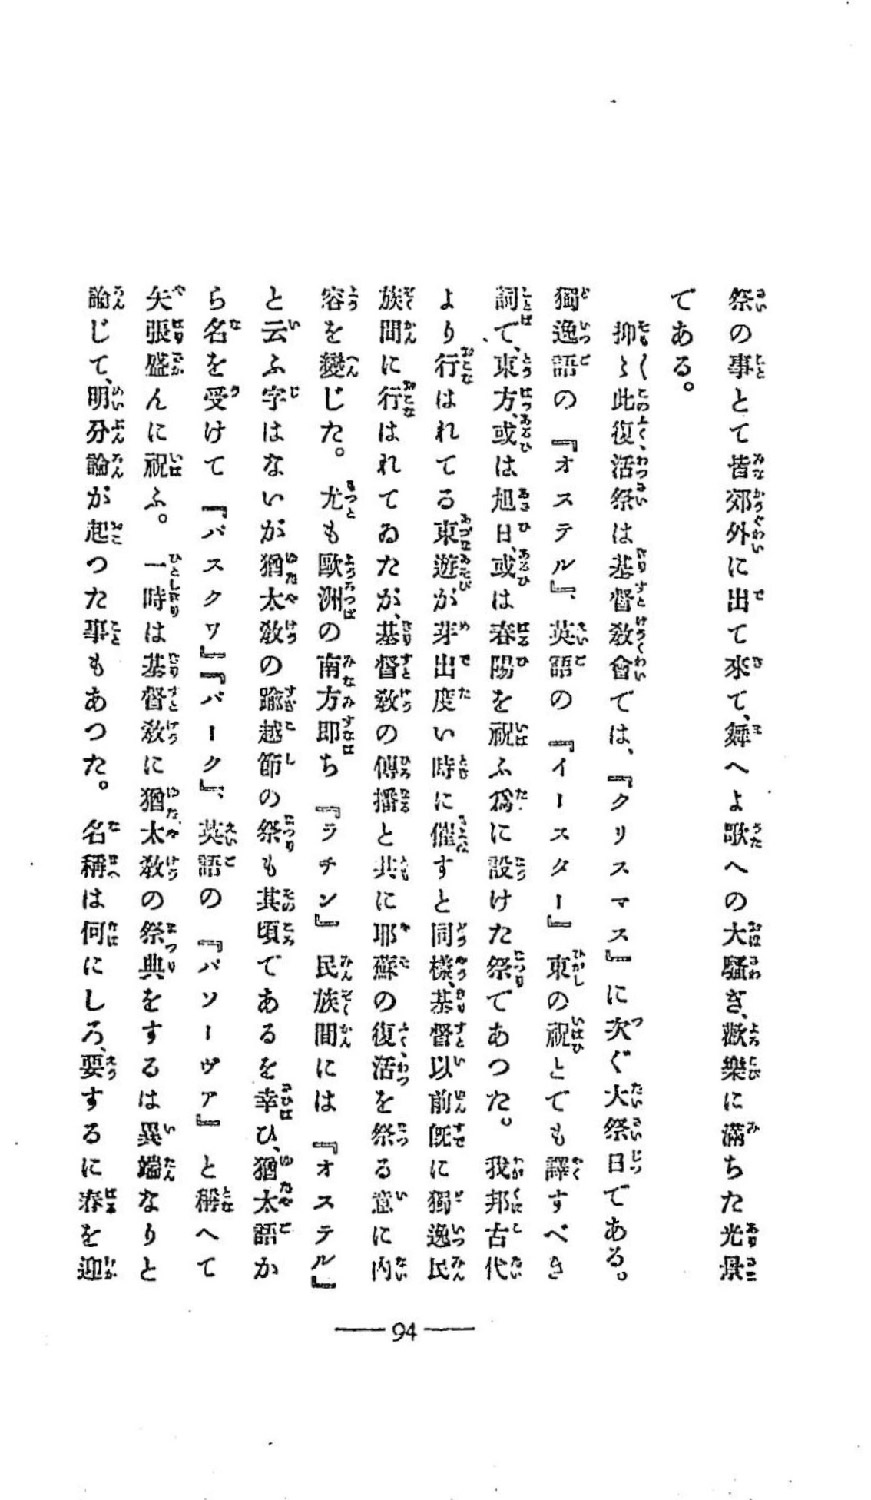 祭の事とて皆郊外に出て來て、舞へよ歌への大騷ぎ、歡樂に滿ちた光景
である。
抑〻此復活祭は基督敎會では、『クリスマス』に次ぐ大祭日である。
獨逸語の『オステル』、英語の『イースター』東の祝とでも譯すべき
詞で、東方、或は旭日、或は春陽を祝ふ爲に設けた祭であつた。我邦古代
より行はれてる東遊が芽出度い時に催すと同樣、基督以前旣に獨逸民
族間に行はれてゐたが、基督敎の傳播と共に耶蘇の復活を祭る意に內
容を變じた。尤も歐洲の南方卽ち『ラチン』民族間には『オステル』
と云ふ字はないが猶太敎の踰越節の祭も其頃であるを幸ひ、猶太語か
ら名を受けて『パスクワ』『パーク』、英語の『パソーヴア』と稱へて
矢張盛んに祝ふ。一時は基督敎に猶太敎の祭典をするは異端なりと
論じて、明分論が起つた事もあつた。名稱は何にしろ、要するに春を迎
94